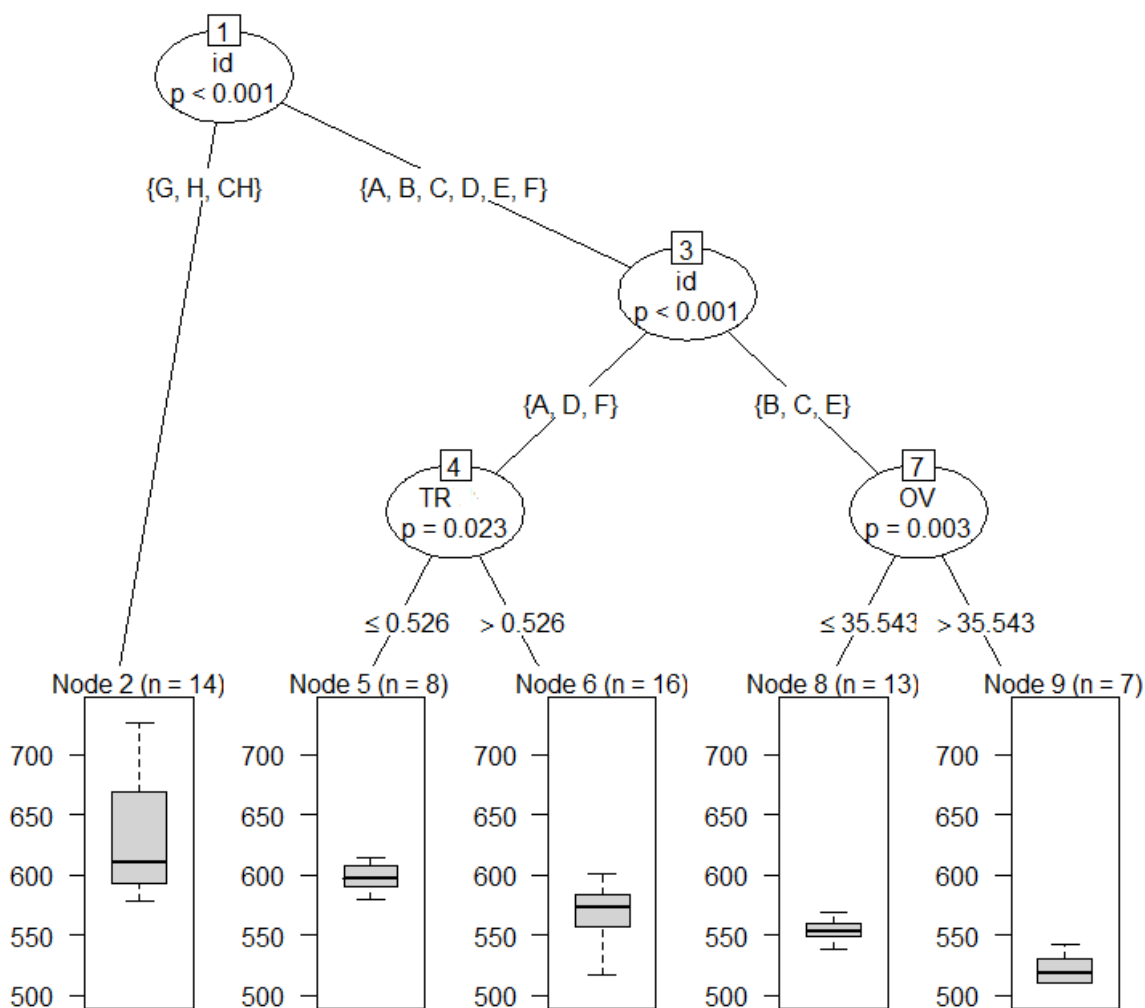 1
id
p < 0.001
{G, H, CH}
{A, B, C, D, E, F}
3
id
p < 0.001
{A, D, F}
{B, C, E}
4
TR
p = 0.023
7
OV
p = 0.003
≤ 0.526
> 0.526
≤ 35.543
> 35.543
Node 2 (n = 14)
700
650
600
550
500
Node 5 (n = 8)
700
650
600
550
500
Node 6 (n = 16)
700
650
600
550
500
Node 8 (n = 13)
700
650
600
550
500
Node 9 (n = 7)
700
650
600
550
500